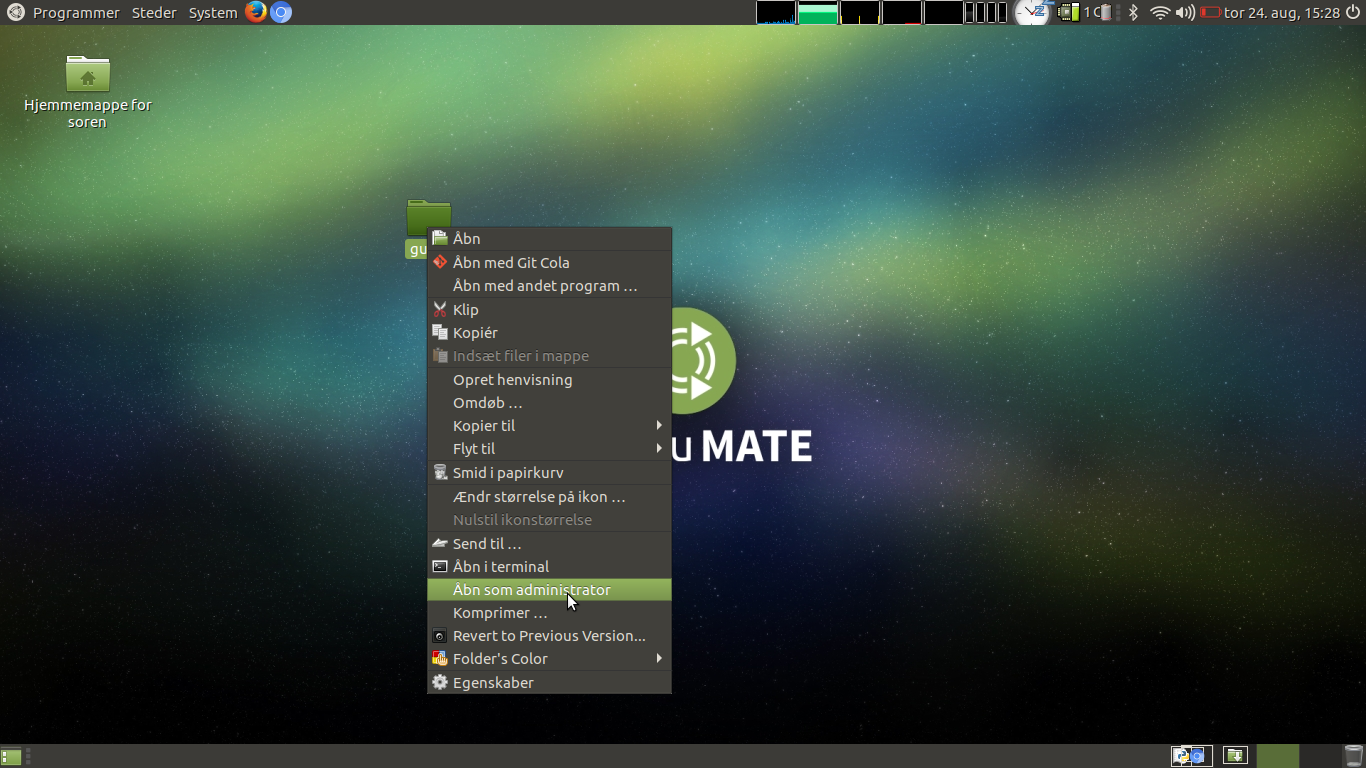 Programmer Steder System
1
tor 24. aug, 15:28
Hjemmemappe for
soren
Åbn
Åbn med Git Cola
Åbn med andet program ...
Klip
Kopiér
Indsæt filer i mappe
Opret henvisning
Omdøb ...
Kopier til
Flyt til
Smid i papirkurv
Ændr størrelse på ikon ...
Nulstil ikonstørrelse
Send til ...
Åbn i terminal
Åbn som administrator
Komprimer ...
Revert to Previous Version...
Folder's Color
Egenskaber
MATE